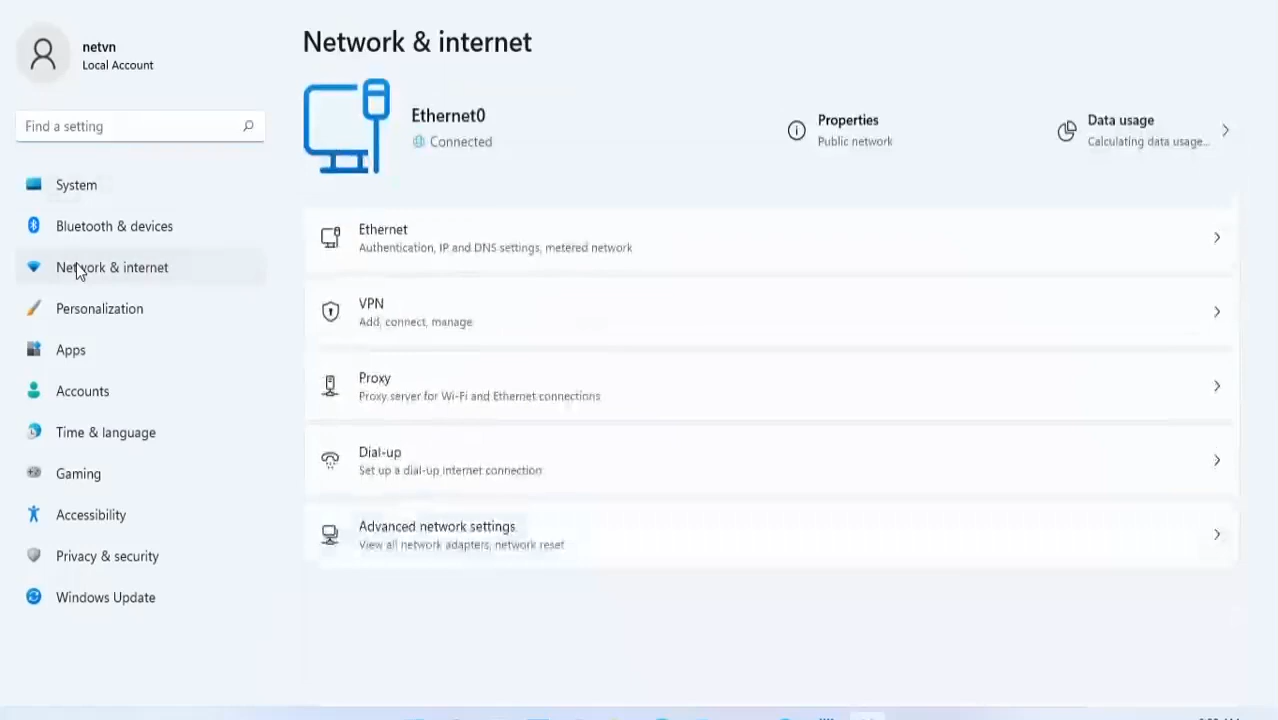 netvn
Local Account
Find a setting
System
Bluetooth & devices
Network & internet
Personalization
Apps
Accounts
Time & language
Gaming
Accessibility
Privacy & security
Windows Update
Network & internet
Ethernet0
Connected
Properties
Public network
Data usage
Calculating data usage...
Ethernet
Authentication, IP and DNS settings, metered network
VPN
Add, connect, manage
Proxy
Proxy server for Wi-Fi and Ethernet connections
Dial-up
Set up a dial-up internet connection
Advanced network settings
View all network adapters, network reset